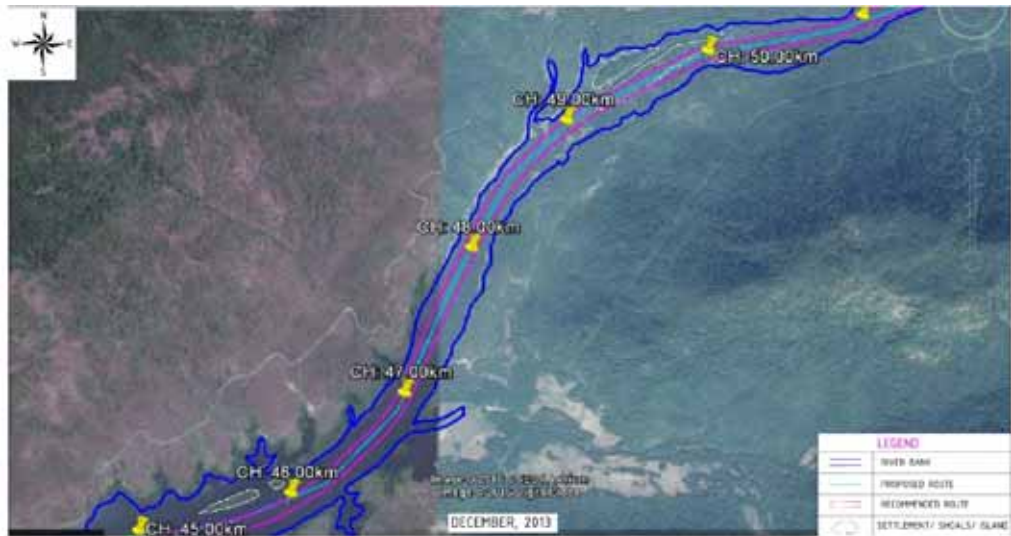 N
W E
S
CH: 50.00km
CH: 49.00km
CH: 48.00km
CH: 47.00km
CH: 46.00km
CH: 45.00km
DECEMBER, 2013
LEGEND
RIVER BANK
PROPOSED ROUTE
RECOMMENDED ROUTE
SETTLEMENT/ SHOALS/ ISLAND